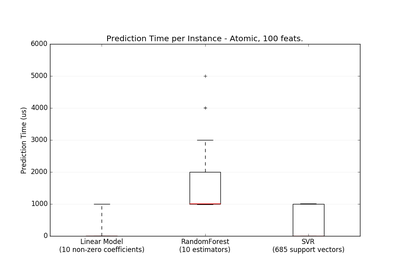 Prediction Time per Instance - Atomic, 100 feats.
6000
5000
4000
3000
2000
1000
0
Prediction Time (us)
Linear Model
(10 non-zero coefficients)
RandomForest
(10 estimators)
SVR
(685 support vectors)